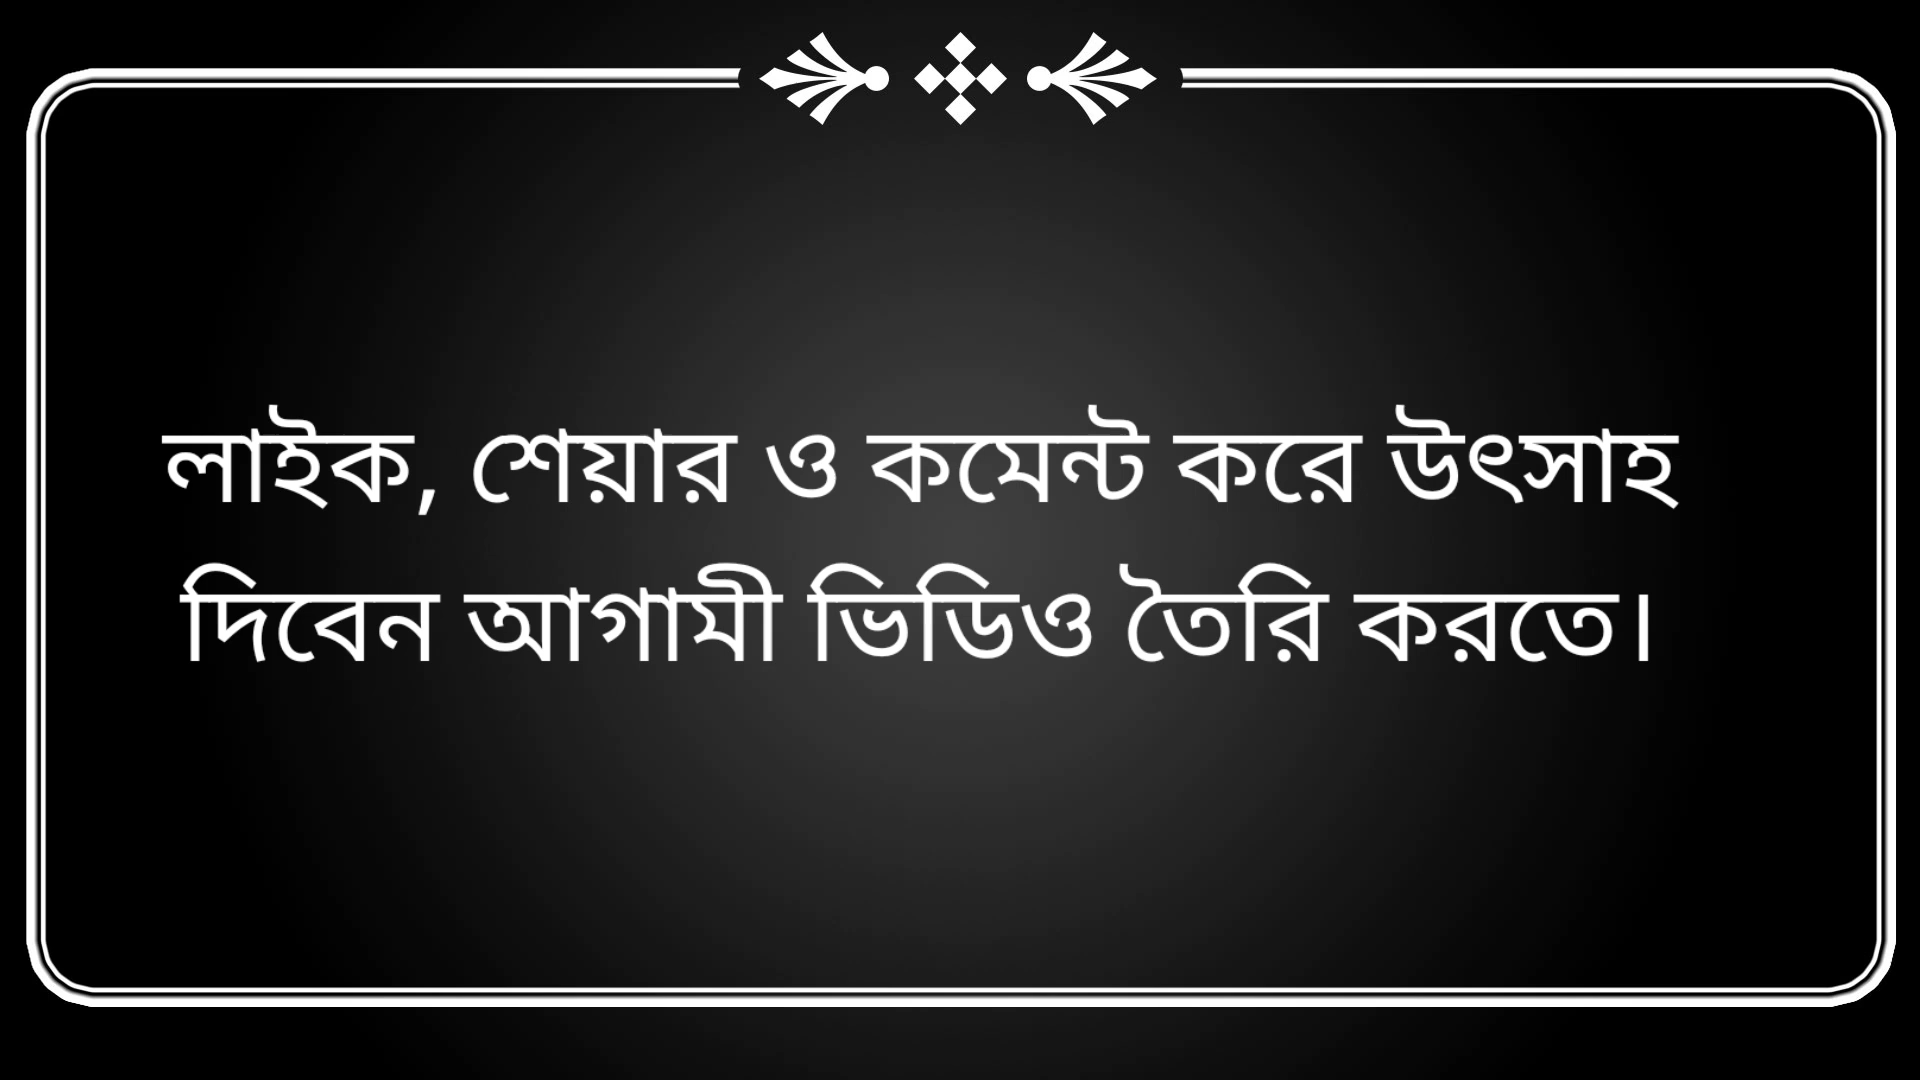 লাইক, শেয়ার ও কমেন্ট করে উৎসাহ
দিবেন আগামী ভিডিও তৈরি করতে।